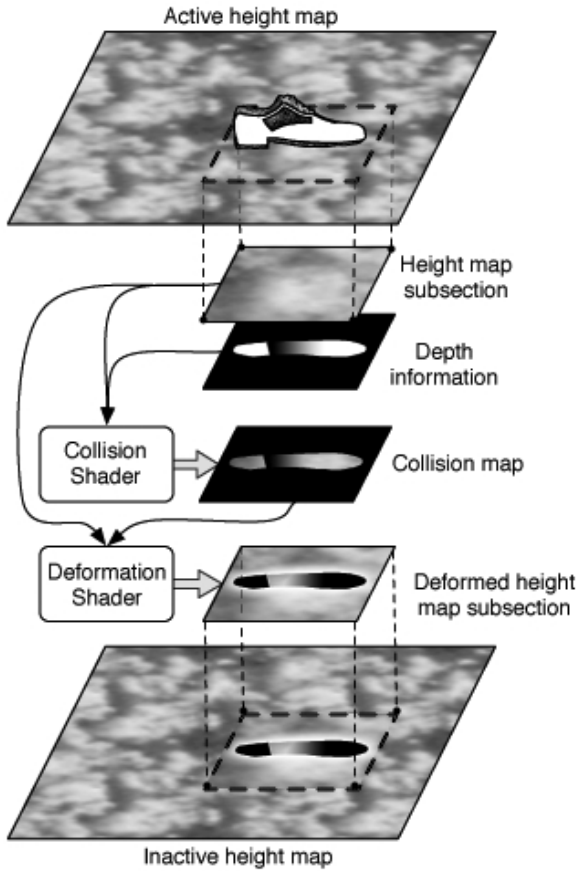 Active height map
Height map
subsection
Depth
information
Collision
Shader
Collision map
Deformation
Shader
Deformed height
map subsection
Inactive height map